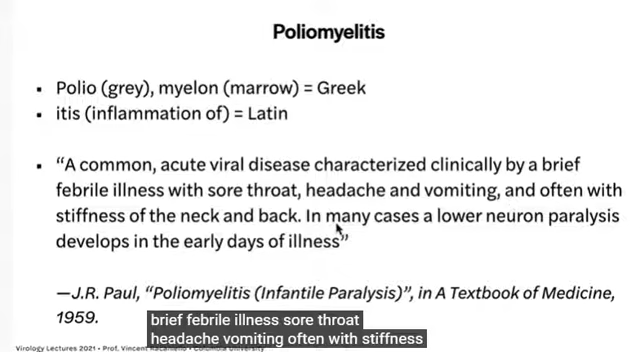 Poliomyelitis
▪ Polio (grey), myelon (marrow) = Greek
▪ itis (inflammation of) = Latin
▪ “A common, acute viral disease characterized clinically by a brief
febrile illness with sore throat, headache and vomiting, and often with
stiffness of the neck and back. In many cases a lower neuron paralysis
develops in the early days of illness”
—J.R. Paul, “Poliomyelitis (Infantile Paralysis)”, in A Textbook of Medicine,
1959.
brief febrile illness sore throat
headache vomiting often with stiffness
Virology Lectures 2021 • Prof. Vincent